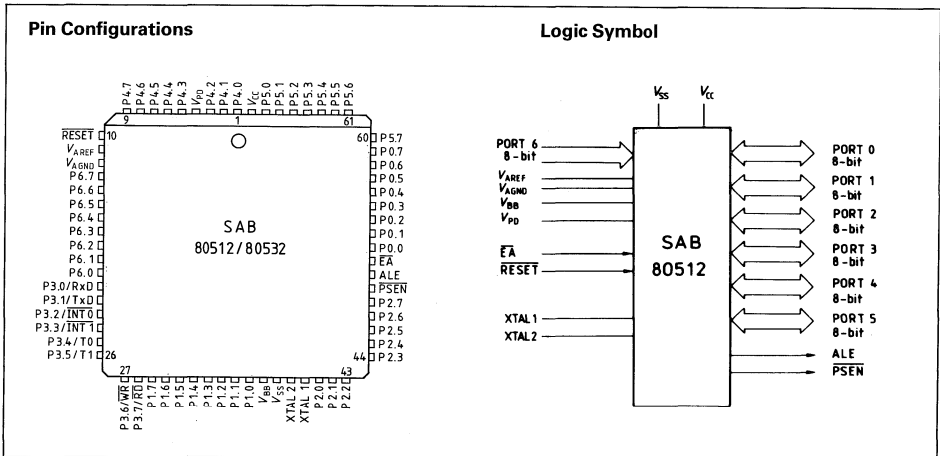 Pin Configurations
Logic Symbol
P4.7
P4.6
P4.5
P4.4
P4.3
VPD
P4.2
P4.1
P4.0
VCC
P5.0
P5.1
P5.2
P5.3
P5.4
P5.5
P5.6
9
1
61
RESET
10
VAREF
VAGND
P6.7
P6.6
P6.5
P6.4
P6.3
P6.2
P6.1
P6.0
P3.0/RxD
P3.1/TxD
P3.2/INT0
P3.3/INT1
P3.4/T0
P3.5/T1
26
SAB
80512/80532
60
P5.7
P0.7
P0.6
P0.5
P0.4
P0.3
P0.2
P0.1
P0.0
EA
ALE
PSEN
P2.7
P2.6
P2.5
P2.4
44
P2.3
27
43
P3.6/WR
P3.7/RD
P1.7
P1.6
P1.5
P1.4
P1.3
P1.2
P1.1
P1.0
VBB
VSS
XTAL 2
XTAL 1
P2.0
P2.1
P2.2
VSS
VCC
PORT 6
8-bit
VAREF
VAGND
VBB
VPD
EA
RESET
XTAL1
XTAL2
SAB
80512
PORT 0
8-bit
PORT 1
8-bit
PORT 2
8-bit
PORT 3
8-bit
PORT 4
8-bit
PORT 5
8-bit
ALE
PSEN